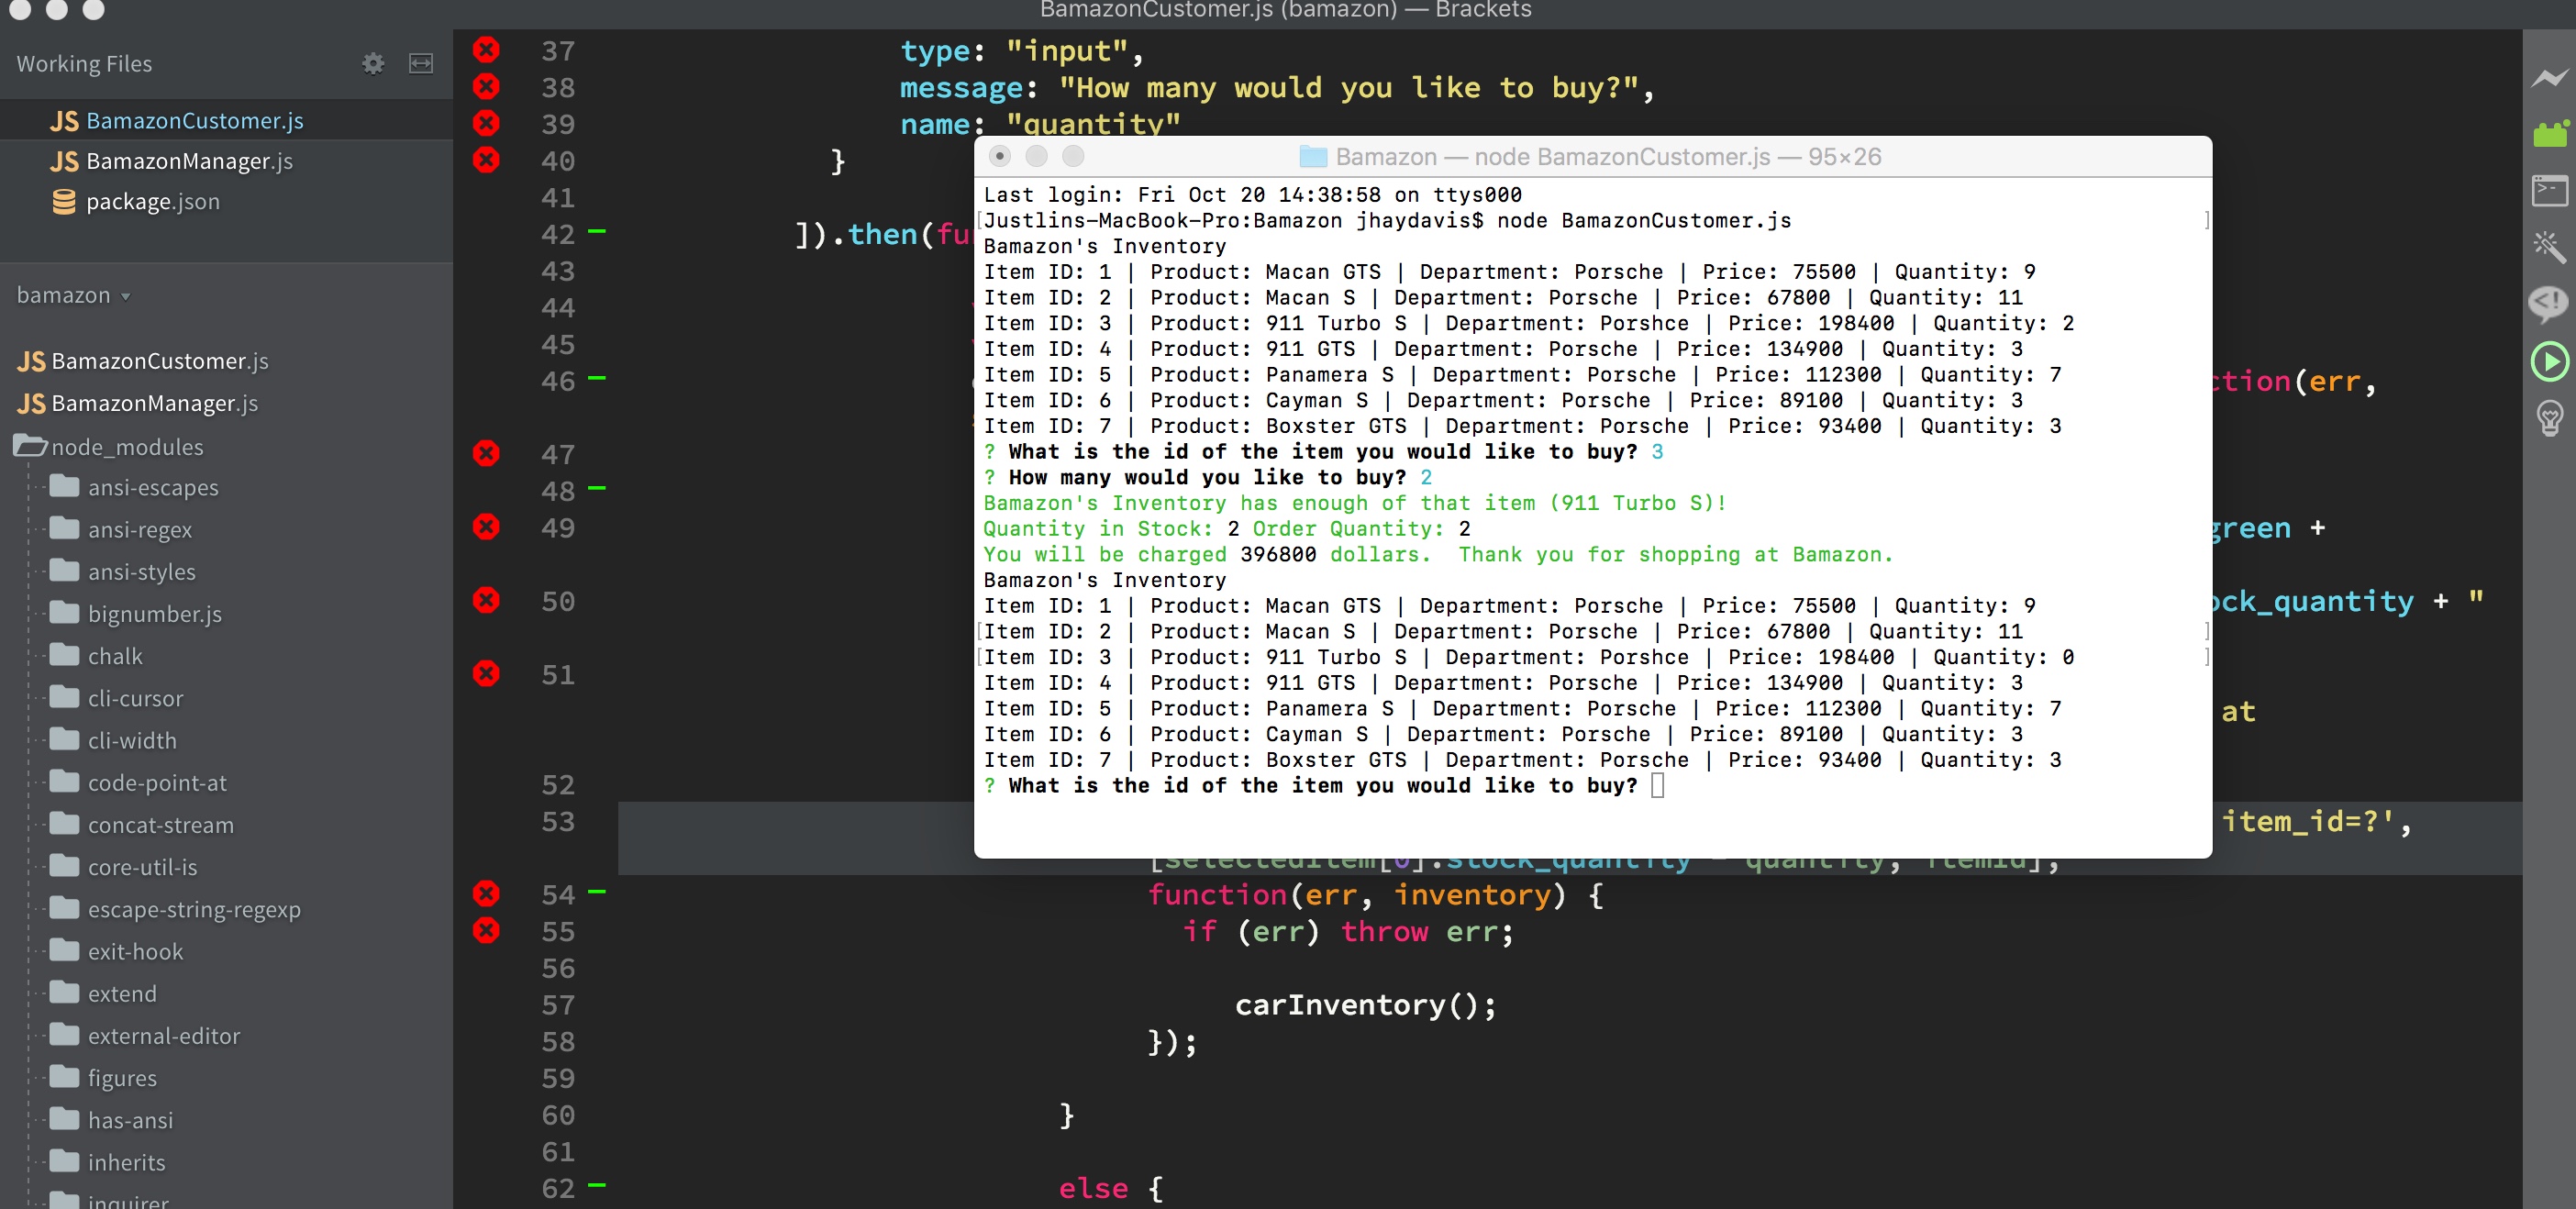 BamazonCustomer.js (bamazon) — Brackets
Working Files
JS BamazonCustomer.js
JS BamazonManager.js
package.json
bamazon
JS BamazonCustomer.js
JS BamazonManager.js
node_modules
ansi-escapes
ansi-regex
ansi-styles
bignumber.js
chalk
cli-cursor
cli-width
code-point-at
concat-stream
core-util-is
escape-string-regexp
exit-hook
extend
external-editor
figures
has-ansi
inherits
inquirer
37 type: "input",
38 message: "How many would you like to buy?",
39 name: "quantity"
40 }
41
42 ]).then(fu
43
44
45
46 ction(err,
47
48
49 green +
50 ock_quantity + "
51
at
52
53 item_id=?',
[selectedItem[0].stock_quantity - quantity, itemId],
54 function(err, inventory) {
55 if (err) throw err;
56
57 carInventory();
58 });
59
60 }
61
62 else {
Bamazon — node BamazonCustomer.js — 95×26
Last login: Fri Oct 20 14:38:58 on ttys000
[Justlins-MacBook-Pro:Bamazon jhaydavis$ node BamazonCustomer.js ]
Bamazon's Inventory
Item ID: 1 | Product: Macan GTS | Department: Porsche | Price: 75500 | Quantity: 9
Item ID: 2 | Product: Macan S | Department: Porsche | Price: 67800 | Quantity: 11
Item ID: 3 | Product: 911 Turbo S | Department: Porshce | Price: 198400 | Quantity: 2
Item ID: 4 | Product: 911 GTS | Department: Porsche | Price: 134900 | Quantity: 3
Item ID: 5 | Product: Panamera S | Department: Porsche | Price: 112300 | Quantity: 7
Item ID: 6 | Product: Cayman S | Department: Porsche | Price: 89100 | Quantity: 3
Item ID: 7 | Product: Boxster GTS | Department: Porsche | Price: 93400 | Quantity: 3
? What is the id of the item you would like to buy? 3
? How many would you like to buy? 2
Bamazon's Inventory has enough of that item (911 Turbo S)!
Quantity in Stock: 2 Order Quantity: 2
You will be charged 396800 dollars.  Thank you for shopping at Bamazon.
Bamazon's Inventory
Item ID: 1 | Product: Macan GTS | Department: Porsche | Price: 75500 | Quantity: 9
[Item ID: 2 | Product: Macan S | Department: Porsche | Price: 67800 | Quantity: 11 ]
[Item ID: 3 | Product: 911 Turbo S | Department: Porshce | Price: 198400 | Quantity: 0 ]
Item ID: 4 | Product: 911 GTS | Department: Porsche | Price: 134900 | Quantity: 3
Item ID: 5 | Product: Panamera S | Department: Porsche | Price: 112300 | Quantity: 7
Item ID: 6 | Product: Cayman S | Department: Porsche | Price: 89100 | Quantity: 3
Item ID: 7 | Product: Boxster GTS | Department: Porsche | Price: 93400 | Quantity: 3
? What is the id of the item you would like to buy?